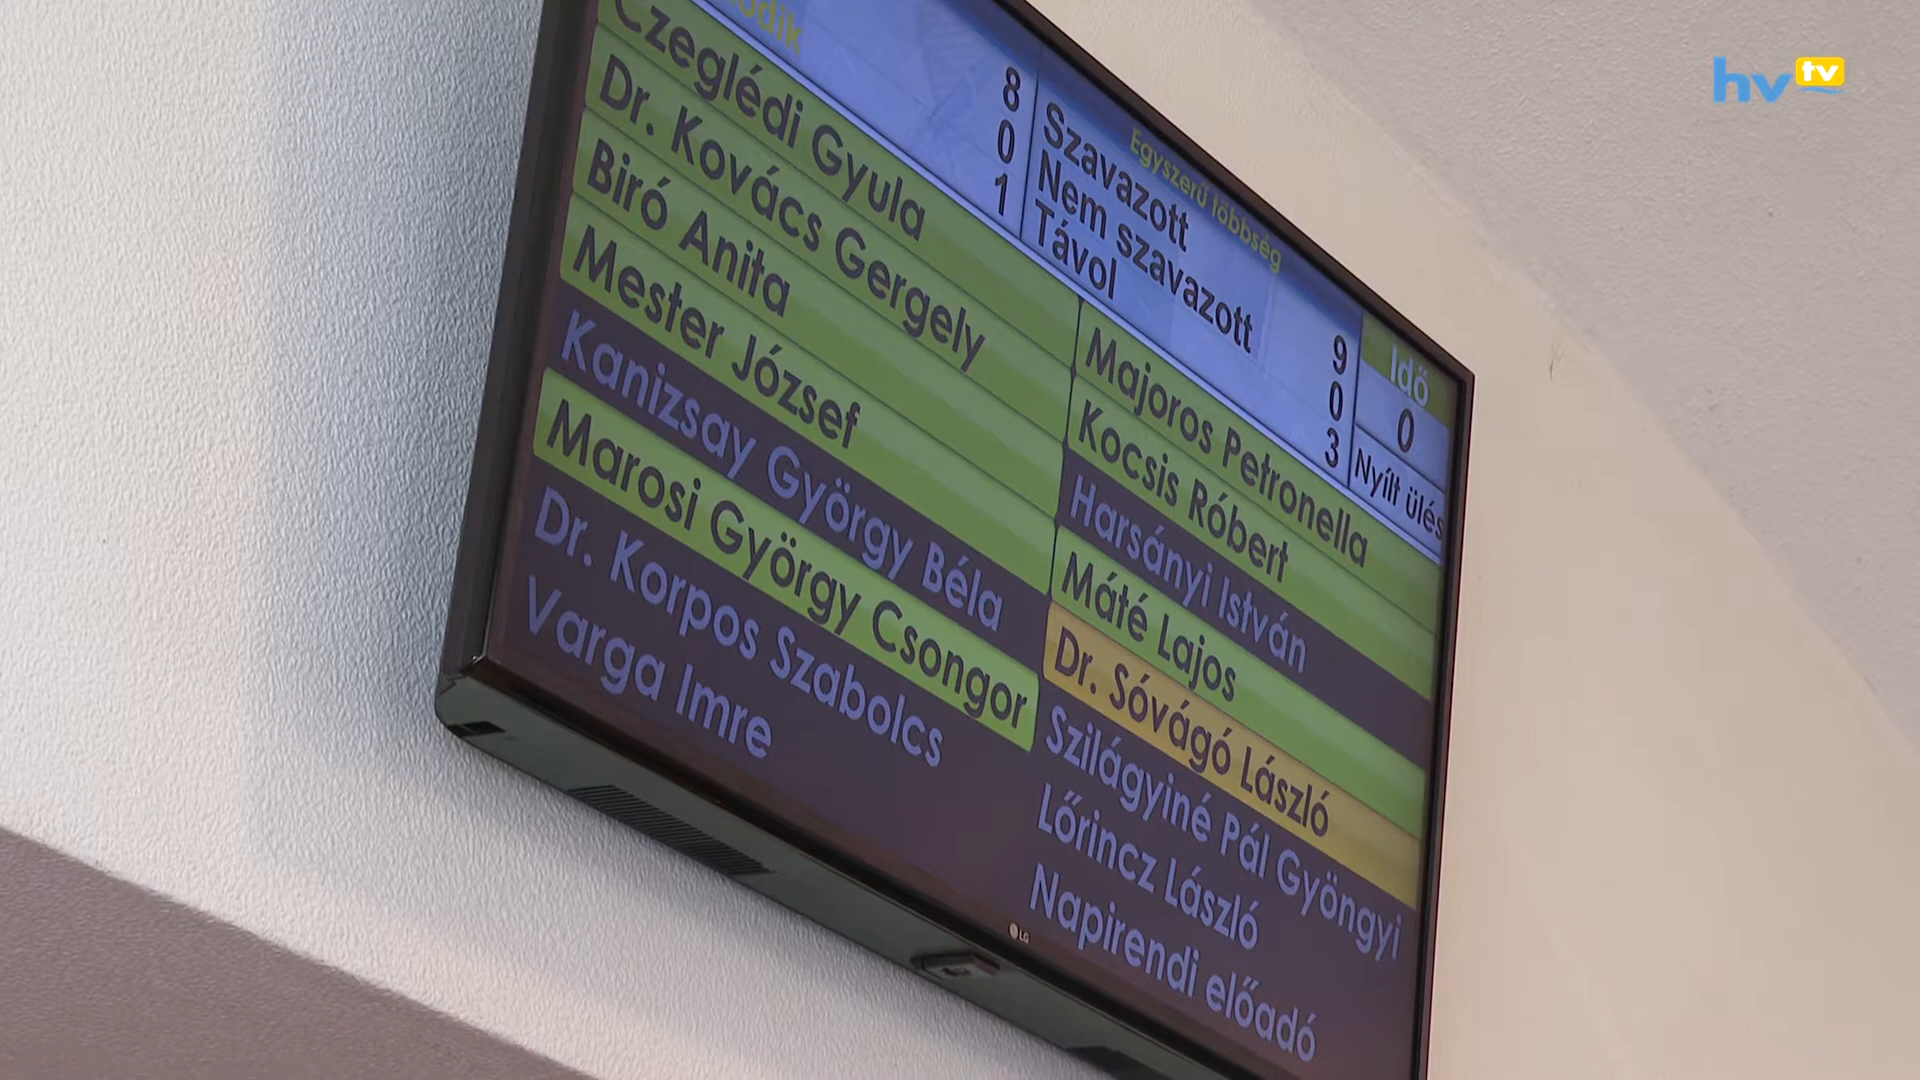 hv tv
Egyszerű többség
8
0
1
Szavazott 9
Nem szavazott 0
Távol 3
Idő
0
Nyílt ülés
Czeglédi Gyula
Dr. Kovács Gergely
Biró Anita
Mester József
Kanizsay György Béla
Marosi György Csongor
Dr. Korpos Szabolcs
Varga Imre
Majoros Petronella
Kocsis Róbert
Harsányi István
Máté Lajos
Dr. Sóvágó László
Szilágyiné Pál Gyöngyi
Lőrincz László
Napirendi előadó
LG